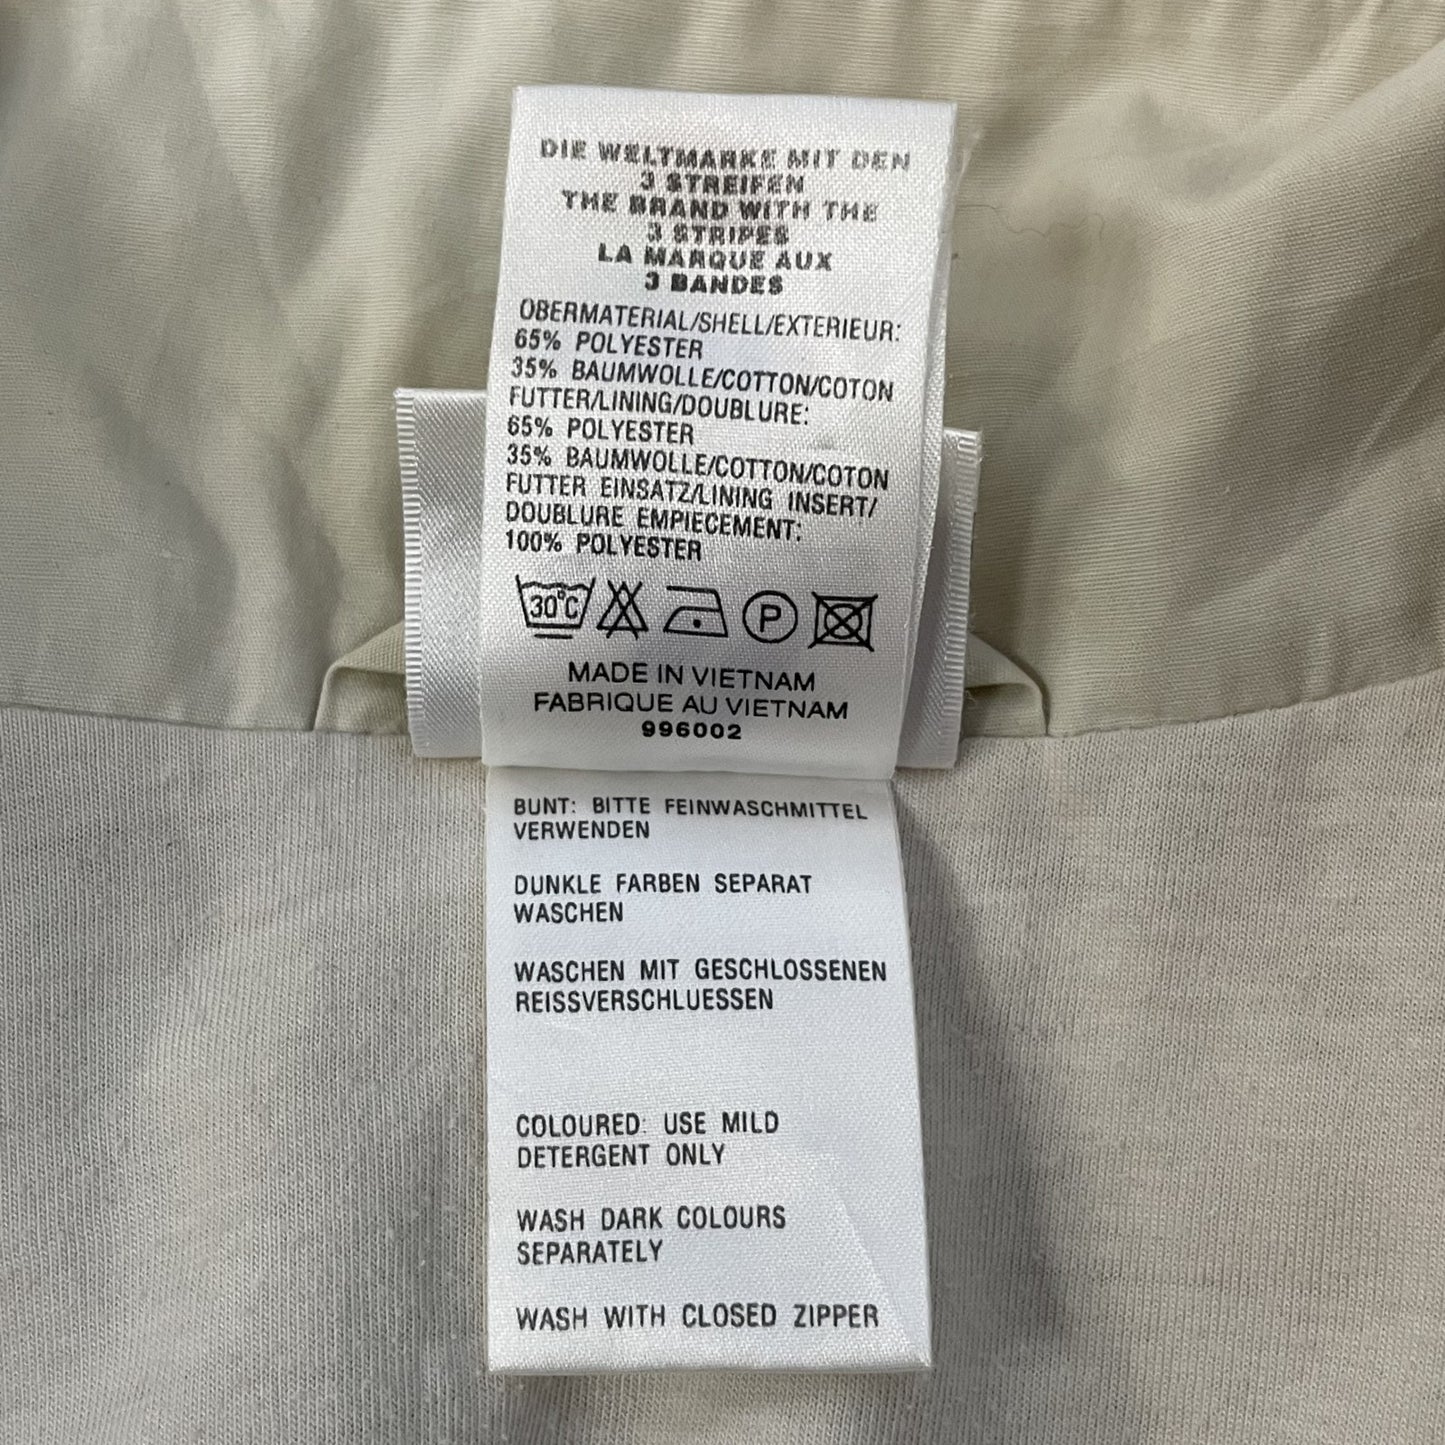 DIE WELTMARKE MIT DEN
3 STREIFEN
THE BRAND WITH THE
3 STRIPES
LA MARQUE AUX
3 BANDES
OBERMATERIAL/SHELL/EXTERIEUR:
65% POLYESTER
35% BAUMWOLLE/COTTON/COTON
FUTTER/LINING/DOUBLURE:
65% POLYESTER
35% BAUMWOLLE/COTTON/COTON
FUTTER EINSATZ/LINING INSERT/
DOUBLURE EMPIECEMENT:
100% POLYESTER
30°C P
MADE IN VIETNAM
FABRIQUE AU VIETNAM
996002
BUNT: BITTE FEINWASCHMITTEL
VERWENDEN
DUNKLE FARBEN SEPARAT
WASCHEN
WASCHEN MIT GESCHLOSSENEN
REISSVERSCHLUESSEN
COLOURED: USE MILD
DETERGENT ONLY
WASH DARK COLOURS
SEPARATELY
WASH WITH CLOSED ZIPPER